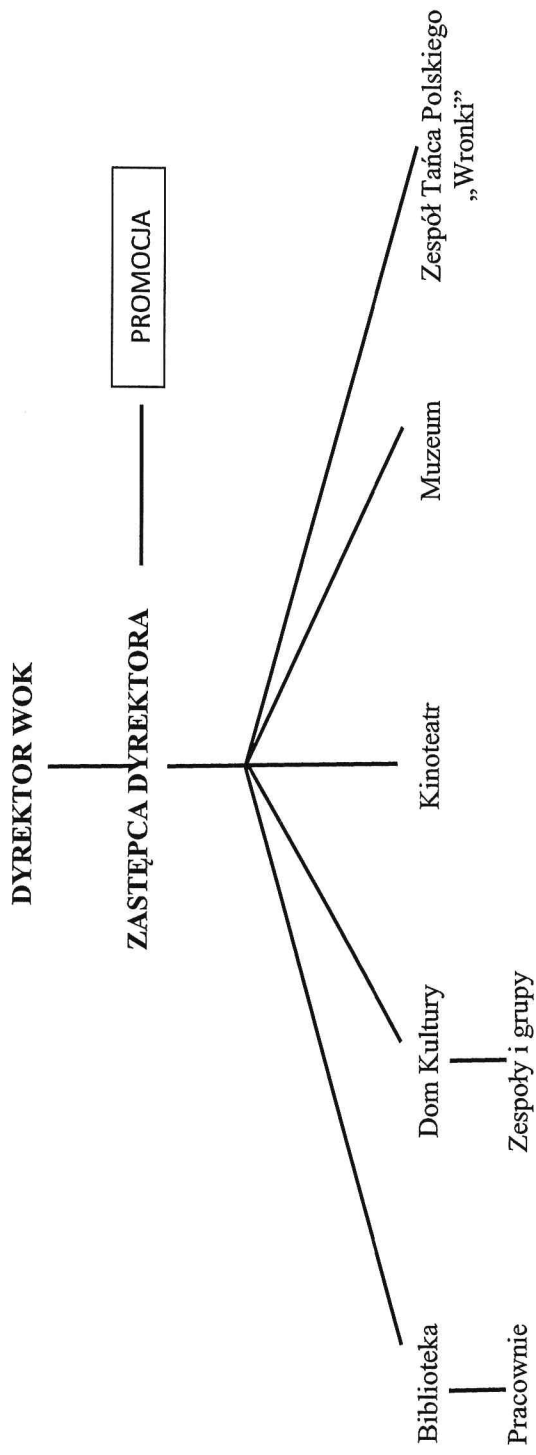 DYREKTOR WOK
ZASTĘPCA DYREKTORA
PROMOCJA
Biblioteka
Dom Kultury
Kinoteatr
Muzeum
Zespół Tańca Polskiego
„Wronki”
Pracownie
Zespoły i grupy